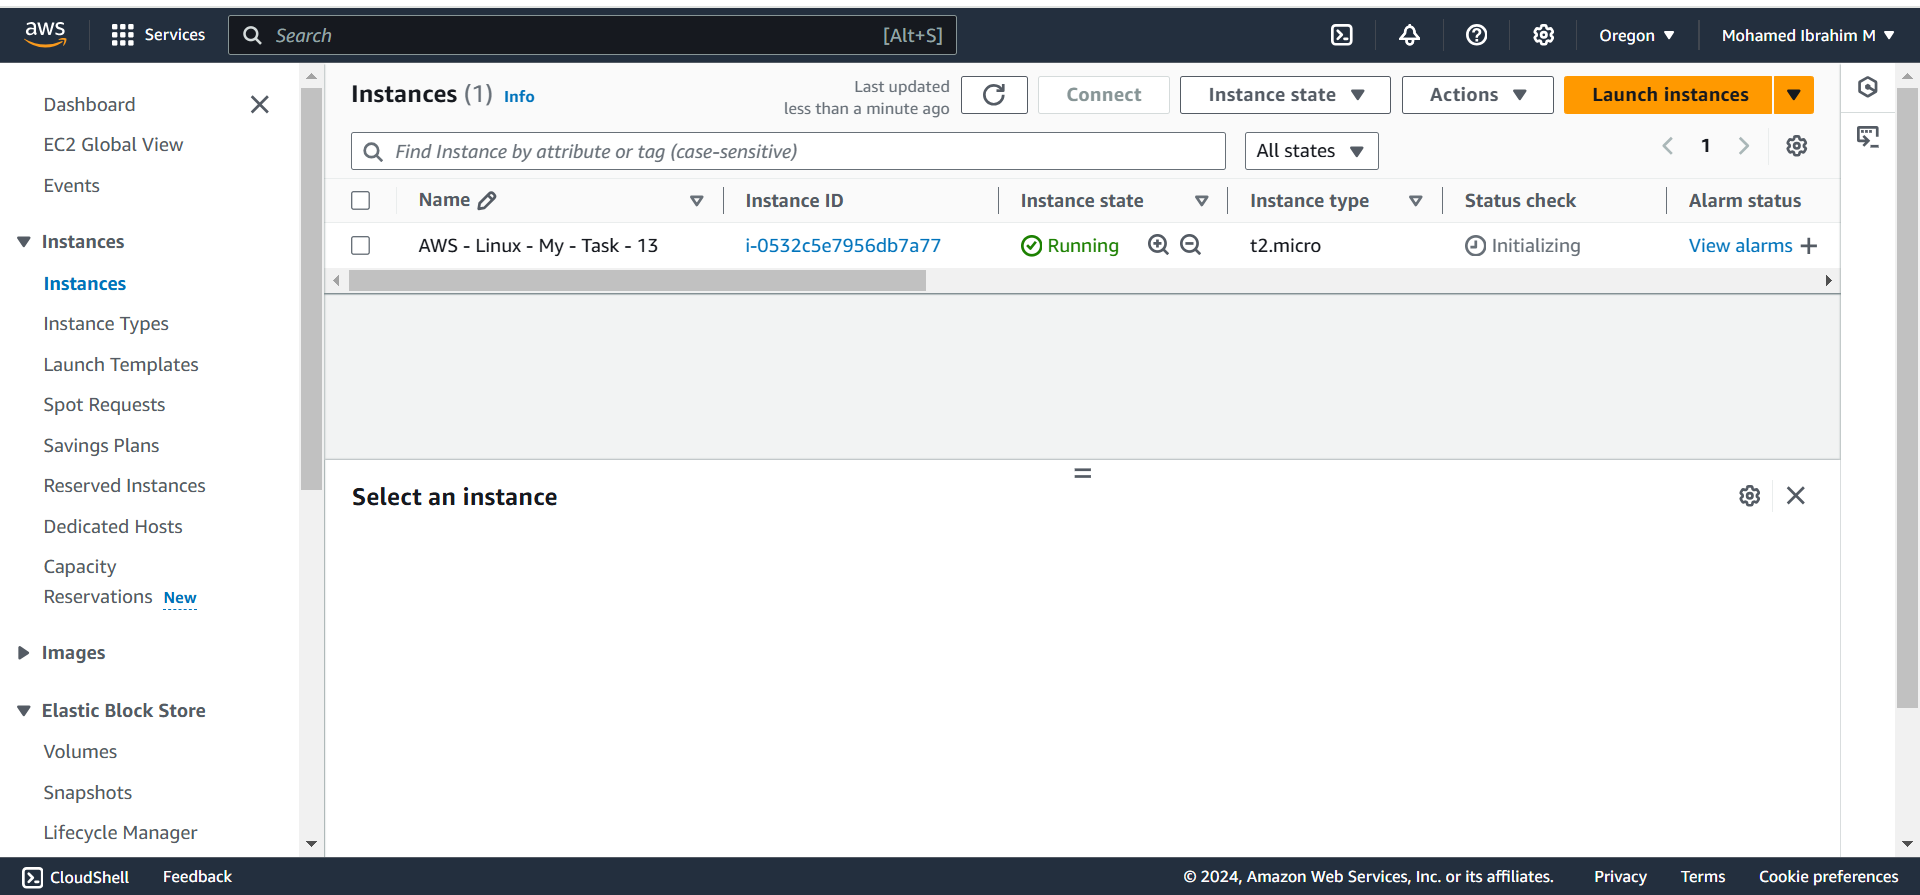 aws Services Search [Alt+S] Oregon Mohamed Ibrahim M
Dashboard
EC2 Global View
Events
Instances
Instances
Instance Types
Launch Templates
Spot Requests
Savings Plans
Reserved Instances
Dedicated Hosts
Capacity
Reservations New
Images
Elastic Block Store
Volumes
Snapshots
Lifecycle Manager
Instances (1) Info
Last updated
less than a minute ago
Connect Instance state Actions Launch instances
Find Instance by attribute or tag (case-sensitive) All states 1
Name Instance ID Instance state Instance type Status check Alarm status
AWS - Linux - My - Task - 13 i-0532c5e7956db7a77 Running t2.micro Initializing View alarms
Select an instance
CloudShell Feedback © 2024, Amazon Web Services, Inc. or its affiliates. Privacy Terms Cookie preferences